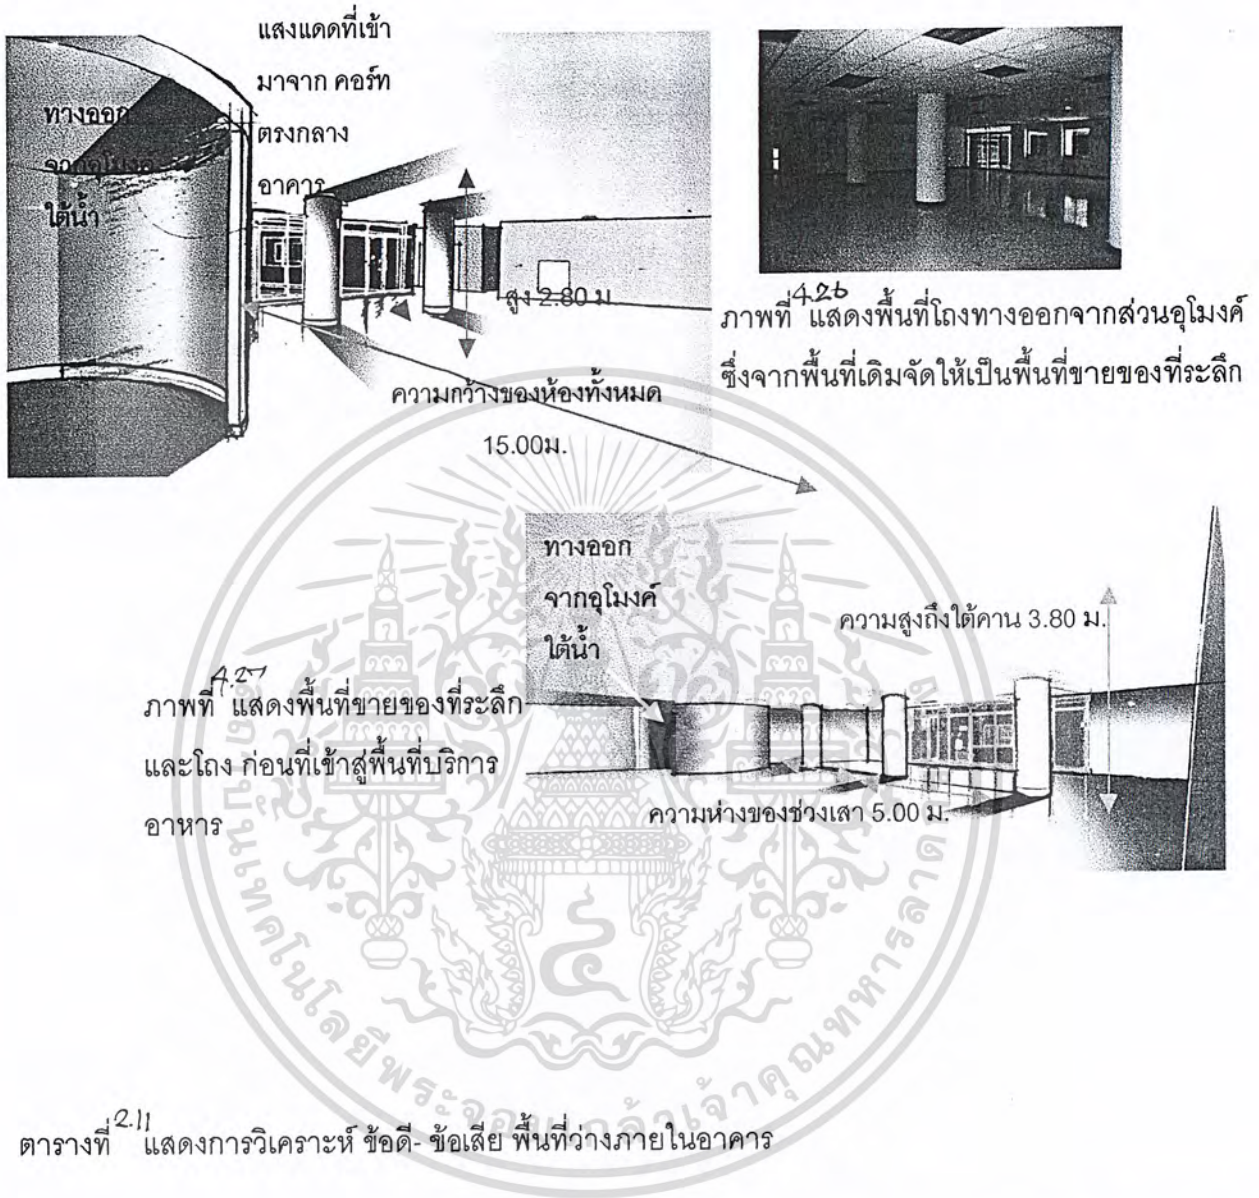 แสงแดดที่เข้า
มาจาก คอร์ท
ตรงกลาง
อาคาร
ทางออก
จากอุโมงค์
ใต้น้ำ
สูง 2.80 ม
ความกว้างของห้องทั้งหมด
15.00ม.
ภาพที่ 4.26 แสดงพื้นที่โถงทางออกจากส่วนอุโมงค์
ซึ่งจากพื้นที่เดิมจัดให้เป็นพื้นที่ขายของที่ระลึก
ทางออก
จากอุโมงค์
ใต้น้ำ
ความสูงถึงใต้คาน 3.80 ม.
ความห่างของช่วงเสา 5.00 ม.
ภาพที่ 4.27 แสดงพื้นที่ขายของที่ระลึก
และโถง ก่อนที่เข้าสู่พื้นที่บริการ
อาหาร
ตารางที่ 2.11 แสดงการวิเคราะห์ ข้อดี- ข้อเสีย พื้นที่ว่างภายในอาคาร